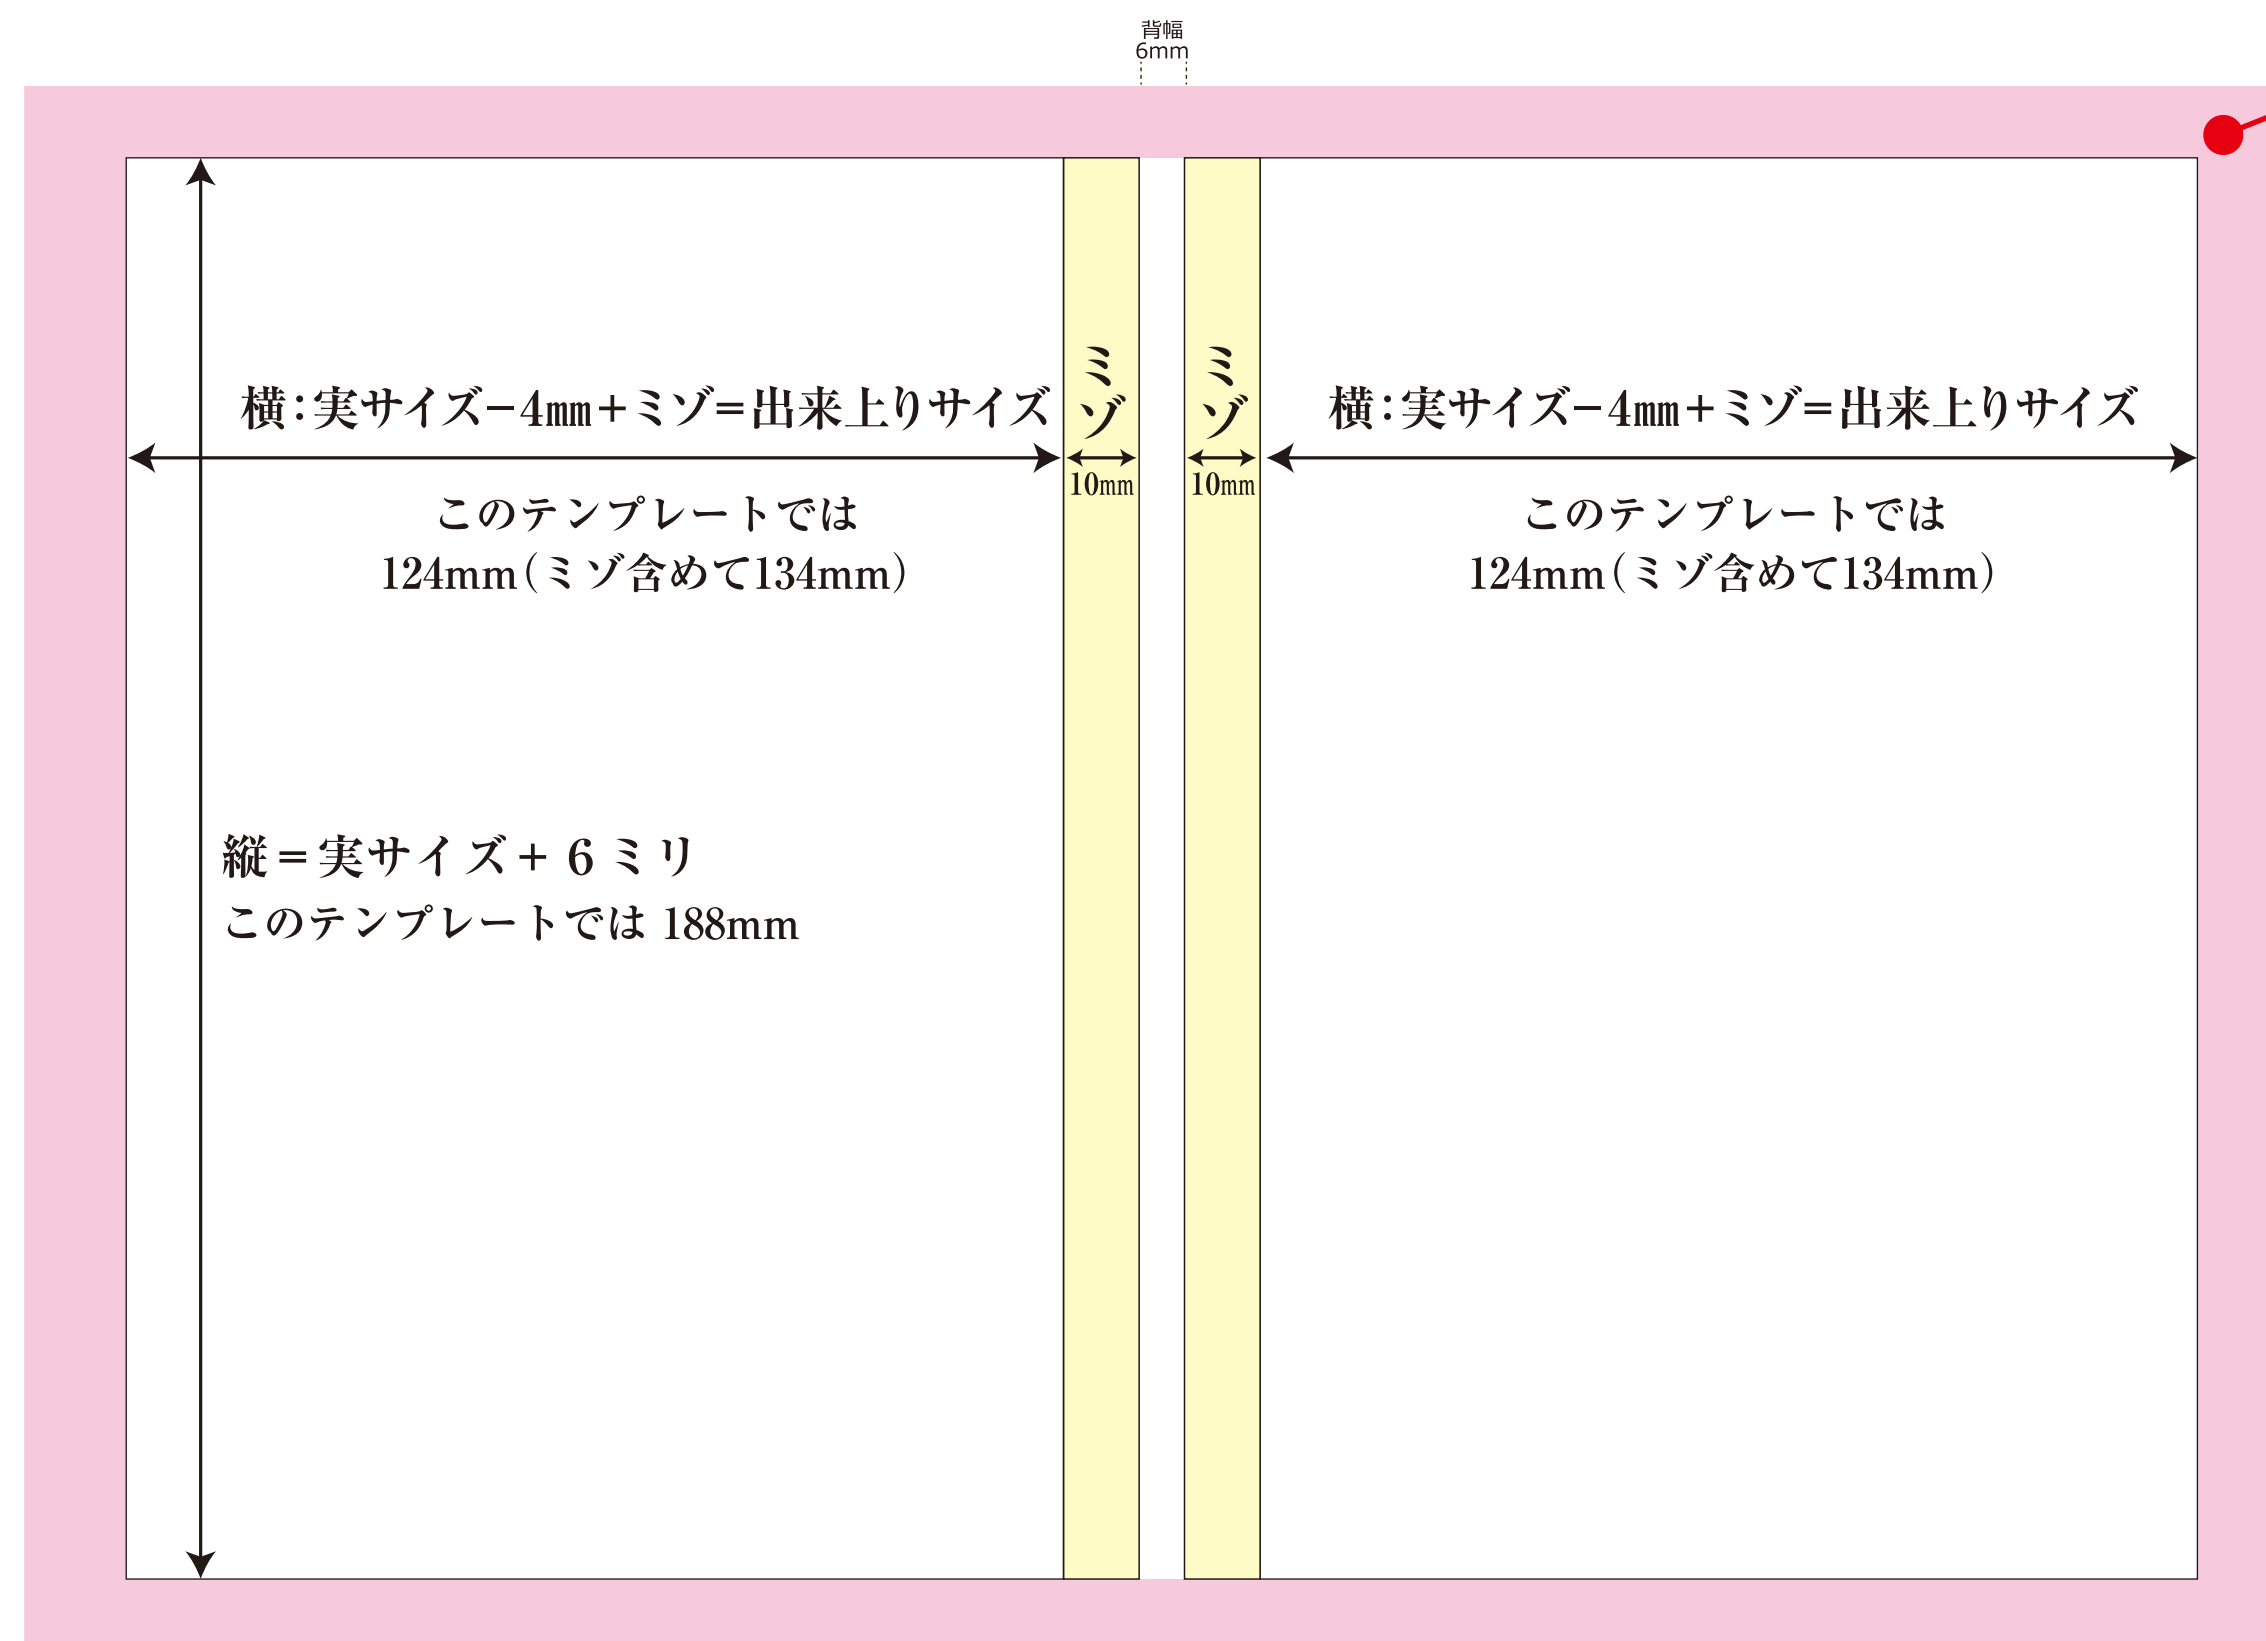 背幅
6mm
横：実サイズ−4mm＋ミゾ＝出来上りサイズ
このテンプレートでは
124mm（ミゾ含めて134mm）
ミゾ
10mm
ミゾ
10mm
横：実サイズ−4mm＋ミゾ＝出来上りサイズ
このテンプレートでは
124mm（ミゾ含めて134mm）
縦＝実サイズ＋ 6 ミリ
このテンプレートでは 188mm